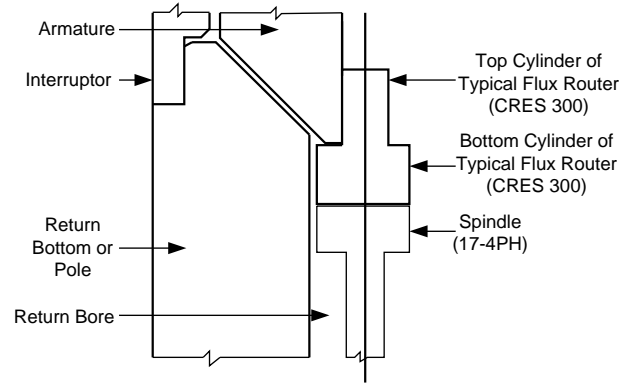 Armature
Interruptor
Return
Bottom or
Pole
Return Bore
Top Cylinder of
Typical Flux Router
(CRES 300)
Bottom Cylinder of
Typical Flux Router
(CRES 300)
Spindle
(17-4PH)